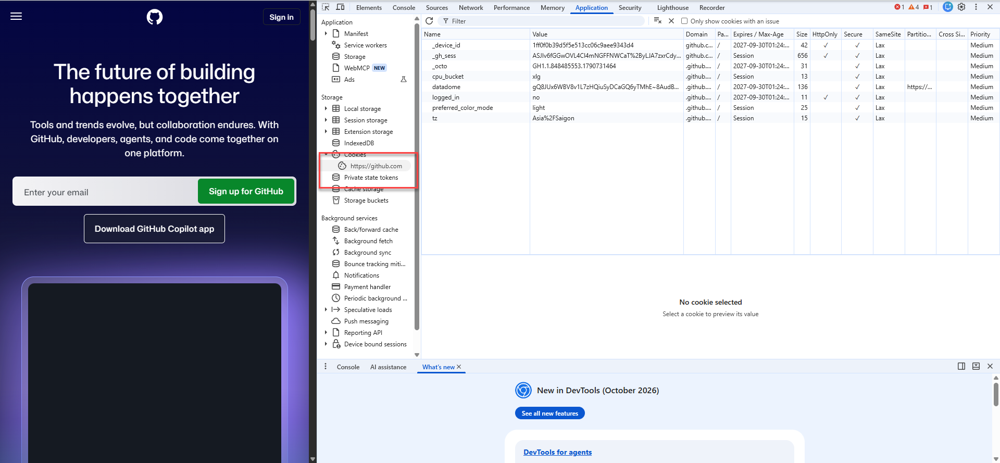 Sign in
The future of building
happens together
Tools and trends evolve, but collaboration endures. With
GitHub, developers, agents, and code come together on
one platform.
Enter your email
Sign up for GitHub
Download GitHub Copilot app
Elements Console Sources Network Performance Memory Application Security Lighthouse Recorder 1 4 1
Application
Manifest
Service workers
Storage
WebMCP NEW
Ads
Storage
Local storage
Session storage
Extension storage
IndexedDB
Cookies
https://github.com
Private state tokens
Cache storage
Storage buckets
Background services
Back/forward cache
Background fetch
Background sync
Bounce tracking miti...
Notifications
Payment handler
Periodic background ...
Speculative loads
Push messaging
Reporting API
Device bound sessions
Filter Only show cookies with an issue
Name Value Domain Pa... Expires / Max-Age Size HttpOnly Secure SameSite Partitio... Cross Si... Priority
_device_id 1ff0f0b39d5f5e513cc06c9aee9343d4 github.c... / 2027-09-30T01:24:... 42 ✓ ✓ Lax Medium
_gh_sess ASJIv6fGGwOVL4Cl4mNGFFNWCaT%2ByLJA7zxrCdy... github.c... / Session 656 ✓ ✓ Lax Medium
_octo GH1.1.848485553.1790731464 .github.... / 2027-09-30T01:24:... 31 ✓ Lax Medium
cpu_bucket xlg .github.... / Session 13 ✓ Lax Medium
datadome gQ8JUx6WBV8v1L7zHQiuSyDCaGQ6yTMhE~8AudB... .github.... / 2027-09-30T01:24:... 136 ✓ Lax https://... Medium
logged_in no .github.... / 2027-09-30T01:24:... 11 ✓ ✓ Lax Medium
preferred_color_mode light .github.... / Session 25 ✓ Lax Medium
tz Asia%2FSaigon .github.... / Session 15 ✓ Lax Medium
No cookie selected
Select a cookie to preview its value
Console AI assistance What's new
New in DevTools (October 2026)
See all new features
DevTools for agents